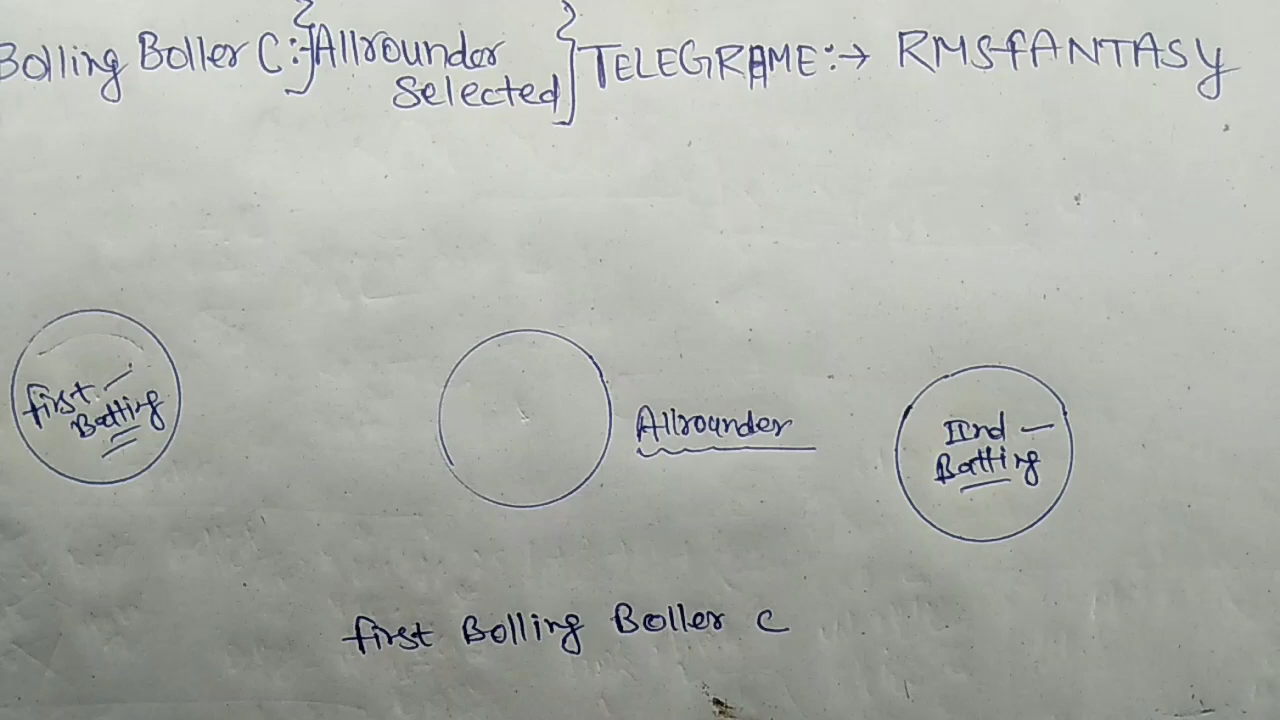 Bolling Boller C:-} Allrounder Selected} TELEGRAME:→ RMSfANTASY
first -
Batting
Allrounder
IInd -
Batting
first Bolling Boller C